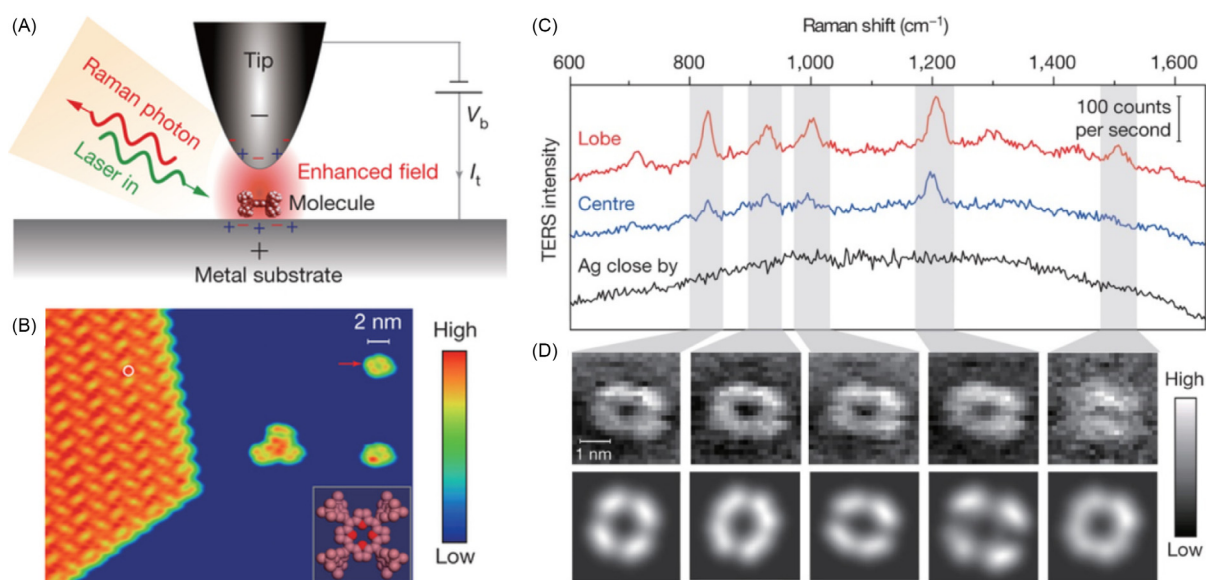 (A)
Tip
−
Raman photon
Laser in
Enhanced field
Molecule
+
Metal substrate
Vb
It
(B)
2 nm
High
Low
(C)
Raman shift (cm−1)
600 800 1,000 1,200 1,400 1,600
100 counts
per second
TERS intensity
Lobe
Centre
Ag close by
(D)
1 nm
High
Low